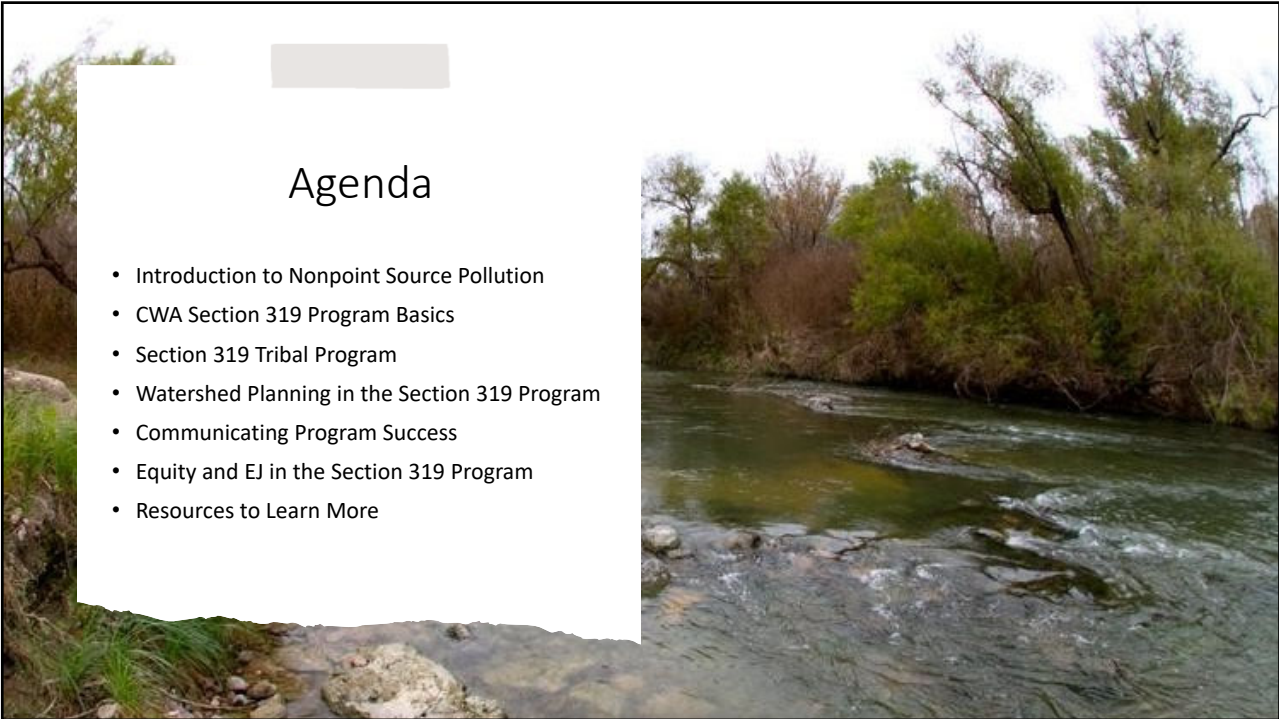 Agenda
• Introduction to Nonpoint Source Pollution
• CWA Section 319 Program Basics
• Section 319 Tribal Program
• Watershed Planning in the Section 319 Program
• Communicating Program Success
• Equity and EJ in the Section 319 Program
• Resources to Learn More